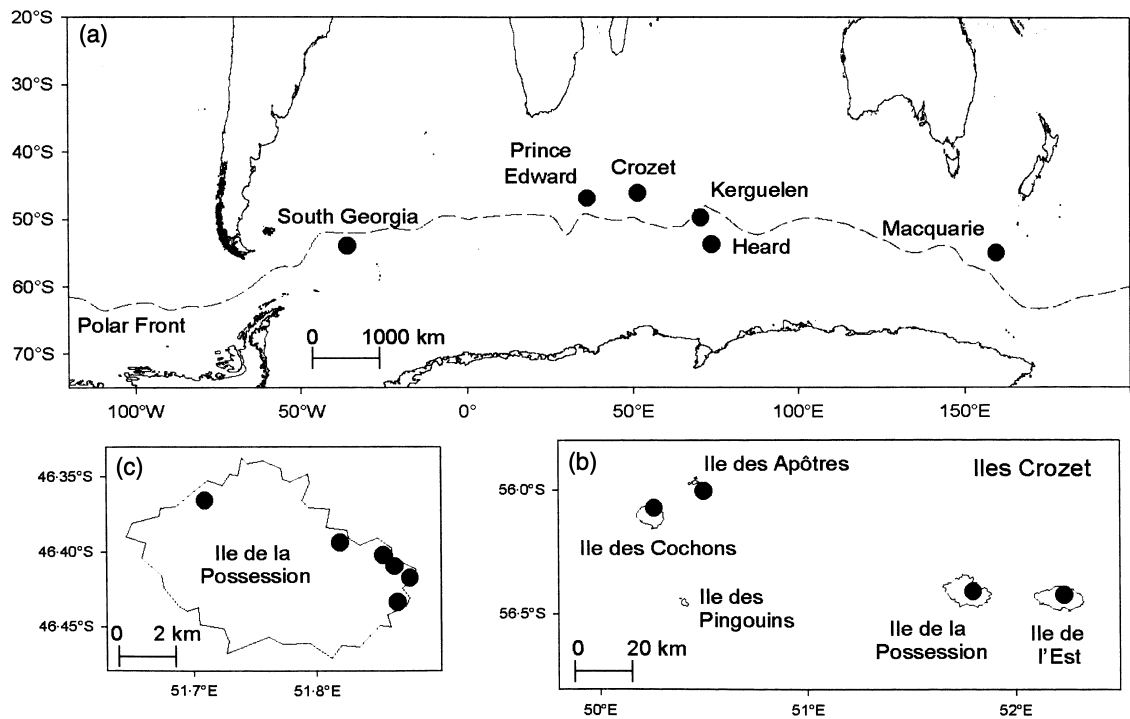 (a)
20°S
30°S
40°S
50°S
60°S
70°S
Prince
Edward
Crozet
Kerguelen
South Georgia
Macquarie
Heard
Polar Front
0 1000 km
100°W 50°W 0° 50°E 100°E 150°E
(c)
46·35°S
46·40°S
46·45°S
Ile de la
Possession
0 2 km
51·7°E 51·8°E
(b)
Iles Crozet
56·0°S
56·5°S
Ile des Apôtres
Ile des Cochons
Ile des
Pingouins
Ile de la
Possession
Ile de
l'Est
0 20 km
50°E 51°E 52°E